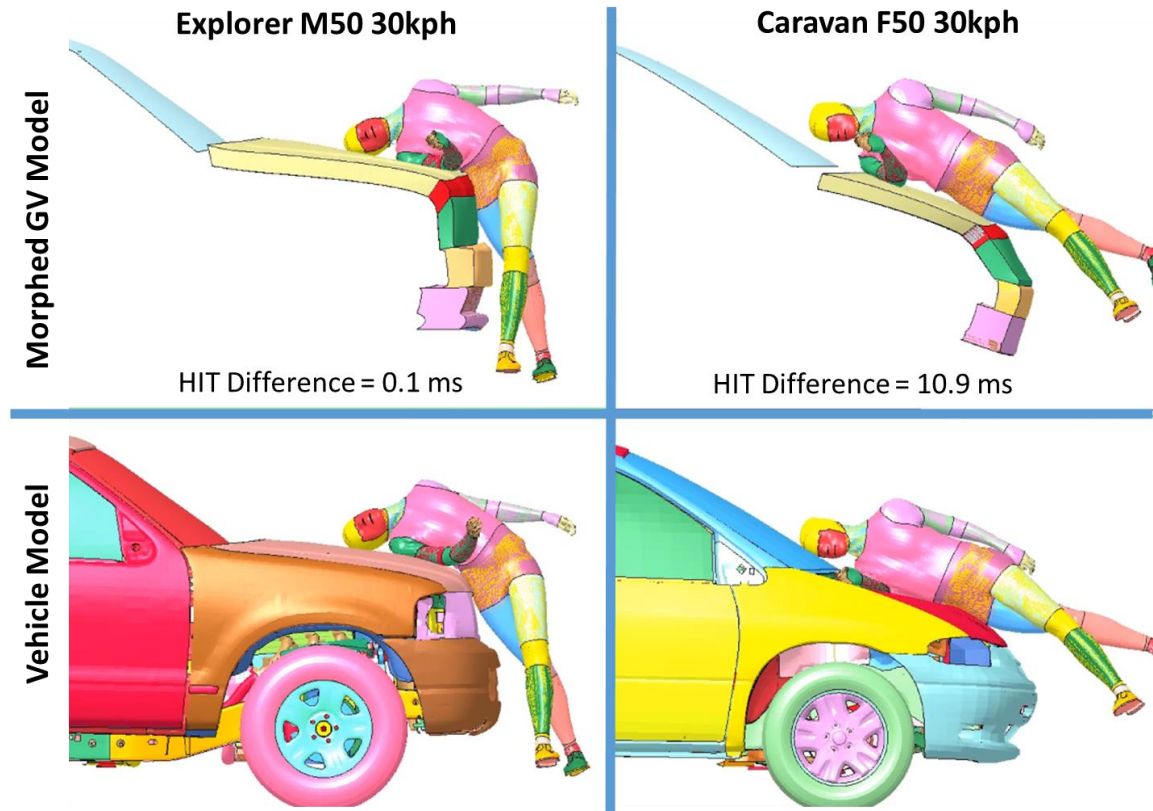 Explorer M50 30kph
Caravan F50 30kph
Morphed GV Model
HIT Difference = 0.1 ms
HIT Difference = 10.9 ms
Vehicle Model